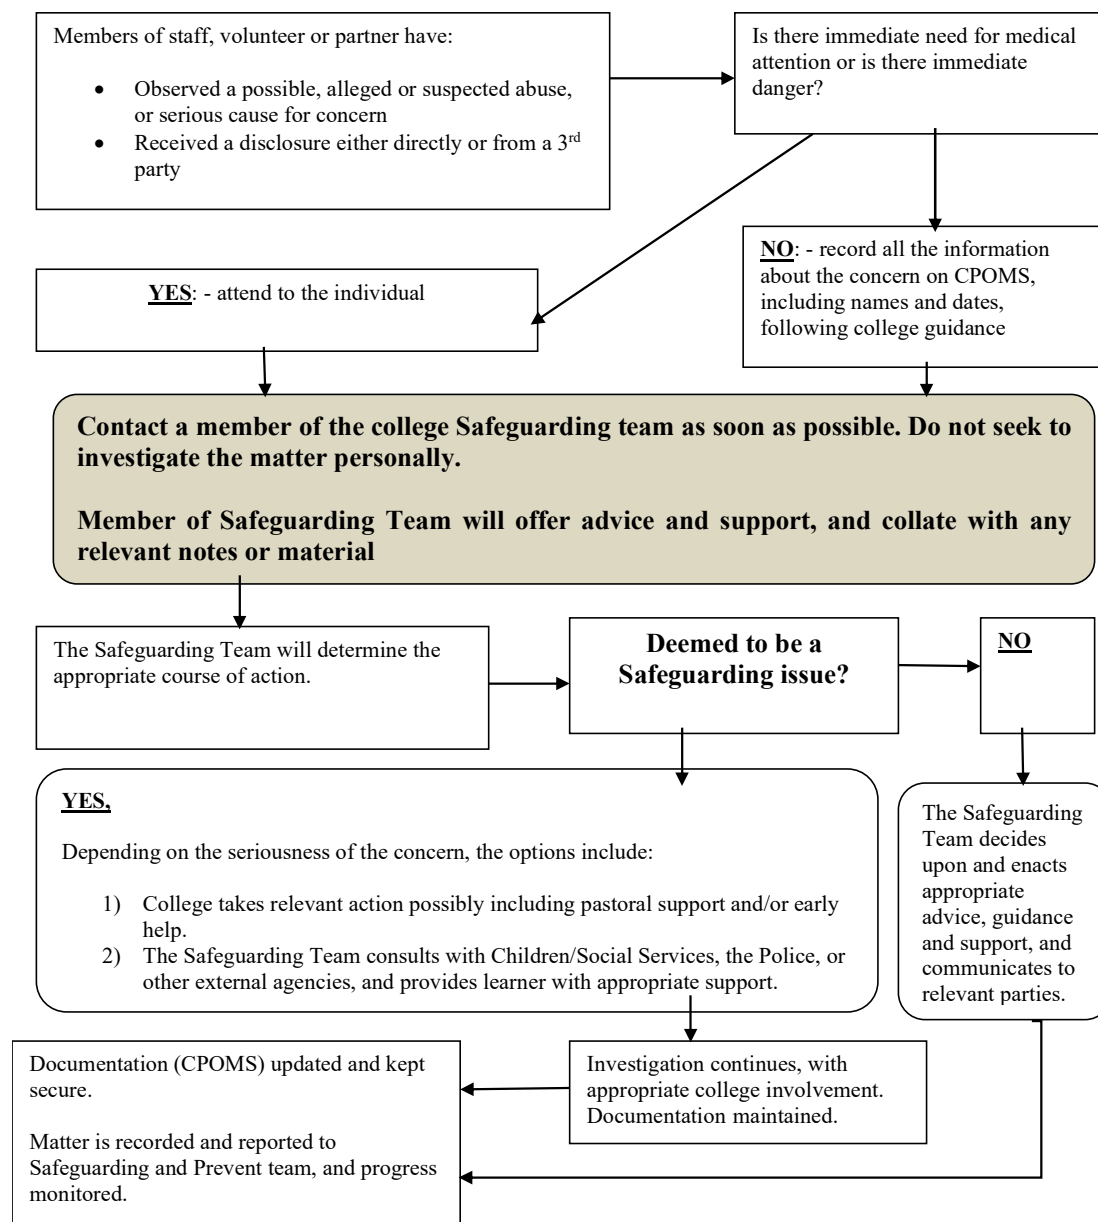 Members of staff, volunteer or partner have:
• Observed a possible, alleged or suspected abuse,
or serious cause for concern
• Received a disclosure either directly or from a 3rd
party
Is there immediate need for medical
attention or is there immediate
danger?
YES: - attend to the individual
NO: - record all the information
about the concern on CPOMS,
including names and dates,
following college guidance
Contact a member of the college Safeguarding team as soon as possible. Do not seek to
investigate the matter personally.
Member of Safeguarding Team will offer advice and support, and collate with any
relevant notes or material
The Safeguarding Team will determine the
appropriate course of action.
Deemed to be a
Safeguarding issue?
NO
YES,
Depending on the seriousness of the concern, the options include:
1) College takes relevant action possibly including pastoral support and/or early
help.
2) The Safeguarding Team consults with Children/Social Services, the Police, or
other external agencies, and provides learner with appropriate support.
The Safeguarding
Team decides
upon and enacts
appropriate
advice, guidance
and support, and
communicates to
relevant parties.
Investigation continues, with
appropriate college involvement.
Documentation maintained.
Documentation (CPOMS) updated and kept
secure.
Matter is recorded and reported to
Safeguarding and Prevent team, and progress
monitored.